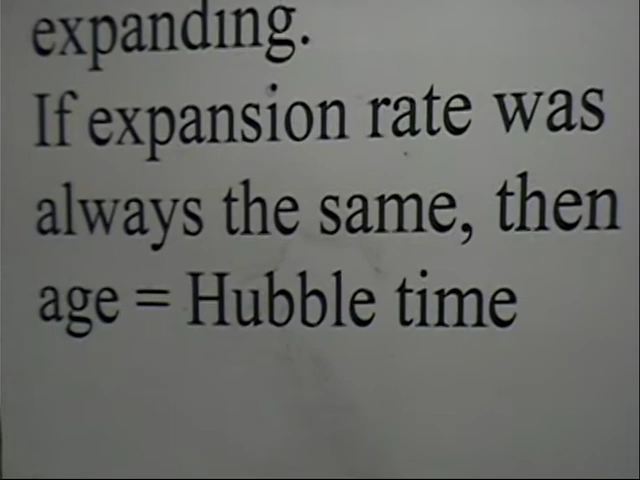 expanding.
If expansion rate was
always the same, then
age = Hubble time